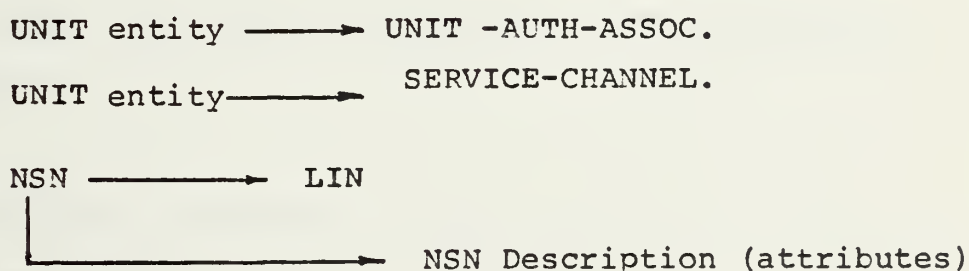 UNIT entity ⟶ UNIT -AUTH-ASSOC.
UNIT entity ⟶ SERVICE-CHANNEL.
NSN ⟶ LIN
⟶ NSN Description (attributes)